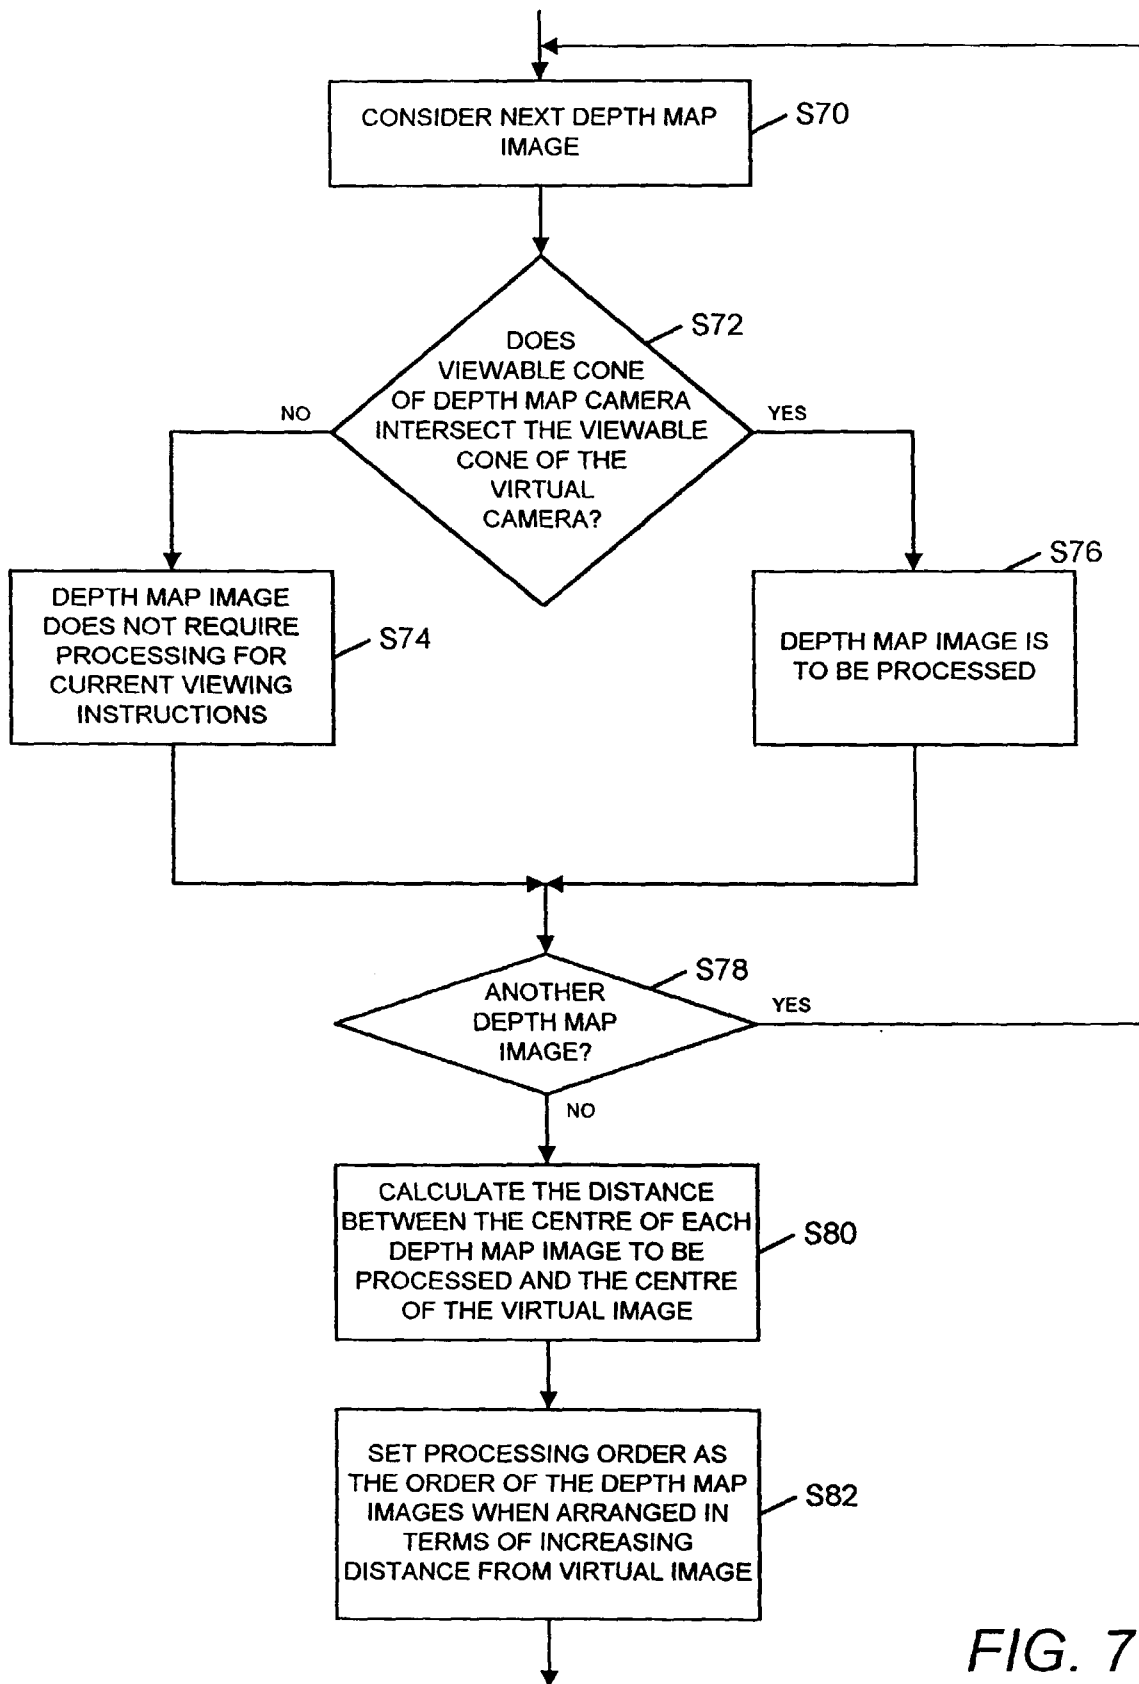 CONSIDER NEXT DEPTH MAP
IMAGE
S70
DOES
VIEWABLE CONE
OF DEPTH MAP CAMERA
INTERSECT THE VIEWABLE
CONE OF THE
VIRTUAL
CAMERA?
S72
NO
YES
DEPTH MAP IMAGE
DOES NOT REQUIRE
PROCESSING FOR
CURRENT VIEWING
INSTRUCTIONS
S74
DEPTH MAP IMAGE IS
TO BE PROCESSED
S76
ANOTHER
DEPTH MAP
IMAGE?
S78
YES
NO
CALCULATE THE DISTANCE
BETWEEN THE CENTRE OF EACH
DEPTH MAP IMAGE TO BE
PROCESSED AND THE CENTRE
OF THE VIRTUAL IMAGE
S80
SET PROCESSING ORDER AS
THE ORDER OF THE DEPTH MAP
IMAGES WHEN ARRANGED IN
TERMS OF INCREASING
DISTANCE FROM VIRTUAL IMAGE
S82
FIG. 7